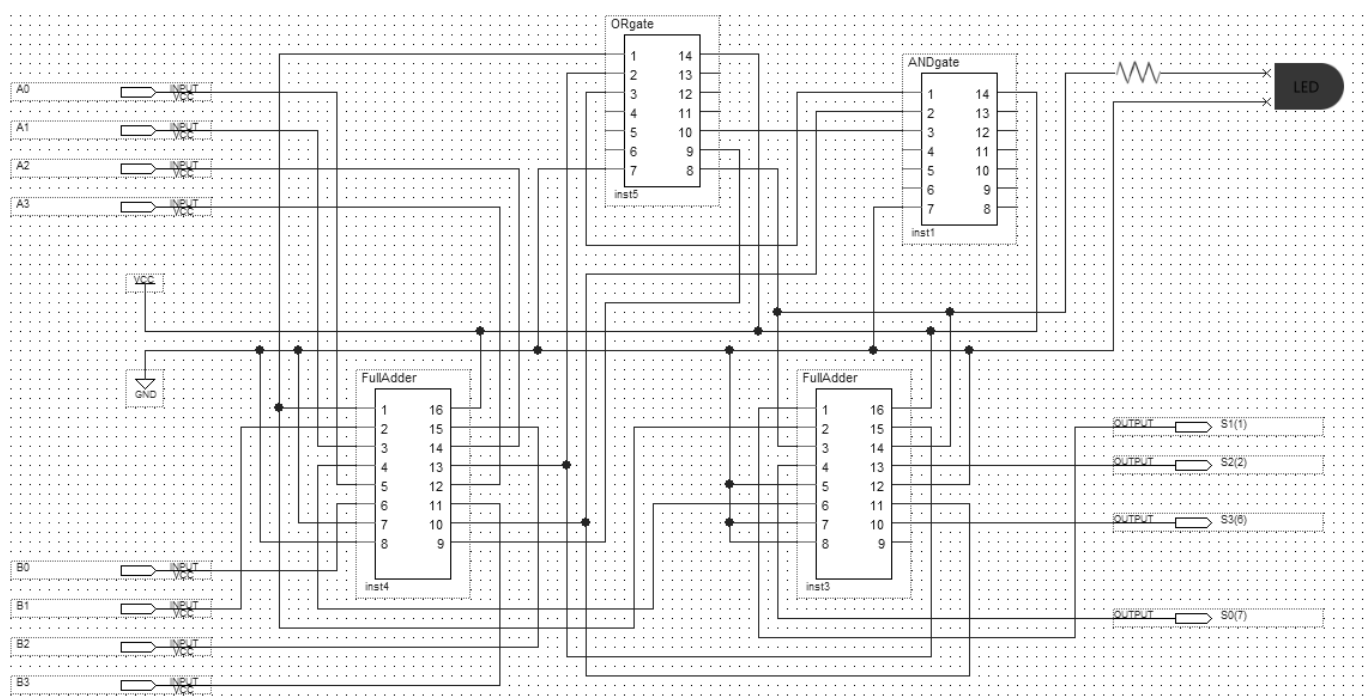 ORgate
1 14
2 13
3 12
4 11
5 10
6 9
7 8
inst5
ANDgate
1 14
2 13
3 12
4 11
5 10
6 9
7 8
inst1
LED
A0 INPUT
VCC
A1 INPUT
VCC
A2 INPUT
VCC
A3 INPUT
VCC
VCC
GND
FullAdder
1 16
2 15
3 14
4 13
5 12
6 11
7 10
8 9
inst4
FullAdder
1 16
2 15
3 14
4 13
5 12
6 11
7 10
8 9
inst3
OUTPUT S1(1)
OUTPUT S2(2)
OUTPUT S3(6)
OUTPUT S0(7)
B0 INPUT
VCC
B1 INPUT
VCC
B2 INPUT
VCC
B3 INPUT
VCC